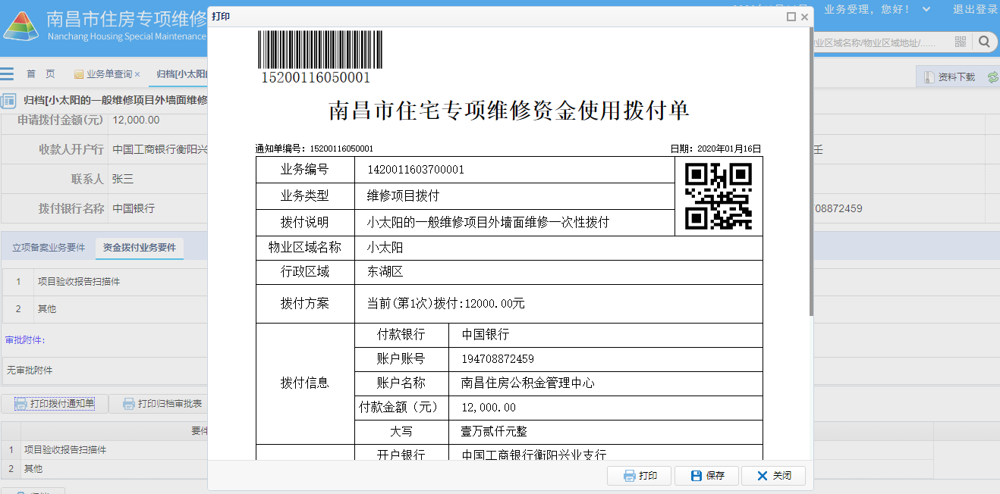 南昌市住房专项维修
Nanchang Housing Special Maintenance
业务受理，您好！
退出登录
业区域名称/物业区域地址/......
首 页
业务单查询×
归档[小太阳的
资料下载
归档[小太阳的一般维修项目外墙面维修
申请拨付金额(元) 12,000.00
收款人开户行 中国工商银行衡阳兴
联系人 张三
拨付银行名称 中国银行
任
708872459
立项备案业务要件 资金拨付业务要件
1 项目验收报告扫描件
2 其他
审批附件:
无审批附件
打印拨付通知单 打印归档审批表
要件
1 项目验收报告扫描件
2 其他
打印
15200116050001
南昌市住宅专项维修资金使用拨付单
通知单编号：15200116050001 日期：2020年01月16日
业务编号 1420011603700001
业务类型 维修项目拨付
拨付说明 小太阳的一般维修项目外墙面维修一次性拨付
物业区域名称 小太阳
行政区域 东湖区
拨付方案 当前(第1次)拨付:12000.00元
拨付信息
付款银行 中国银行
账户账号 194708872459
账户名称 南昌住房公积金管理中心
付款金额（元） 12,000.00
大写 壹万贰仟元整
开户银行 中国工商银行衡阳兴业支行
打印 保存 关闭